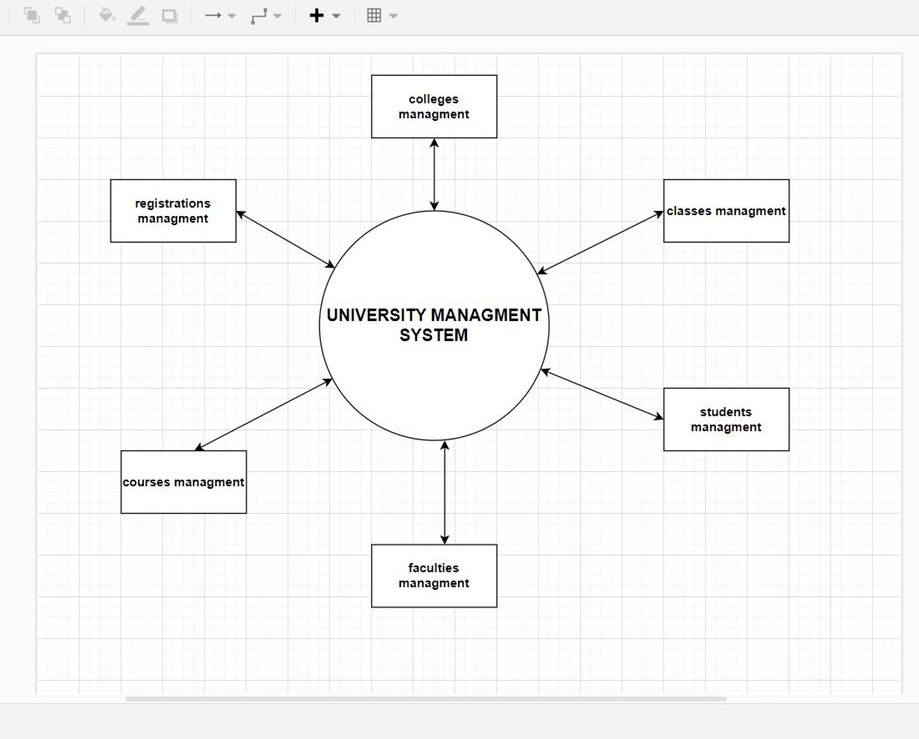 colleges
managment
registrations
managment
classes managment
UNIVERSITY MANAGMENT
SYSTEM
students
managment
courses managment
faculties
managment